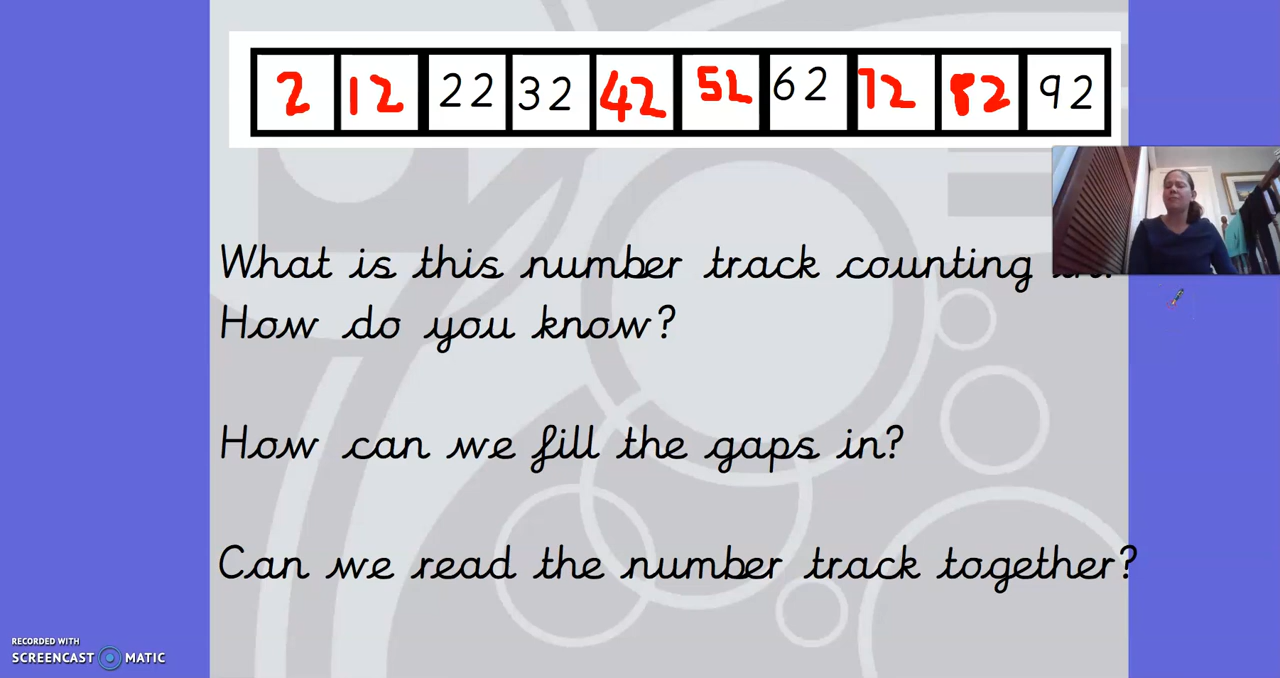 2 12 22 32 42 52 62 72 82 92
What is this number track counting
How do you know?
How can we fill the gaps in?
Can we read the number track together?
RECORDED WITH
SCREENCAST MATIC